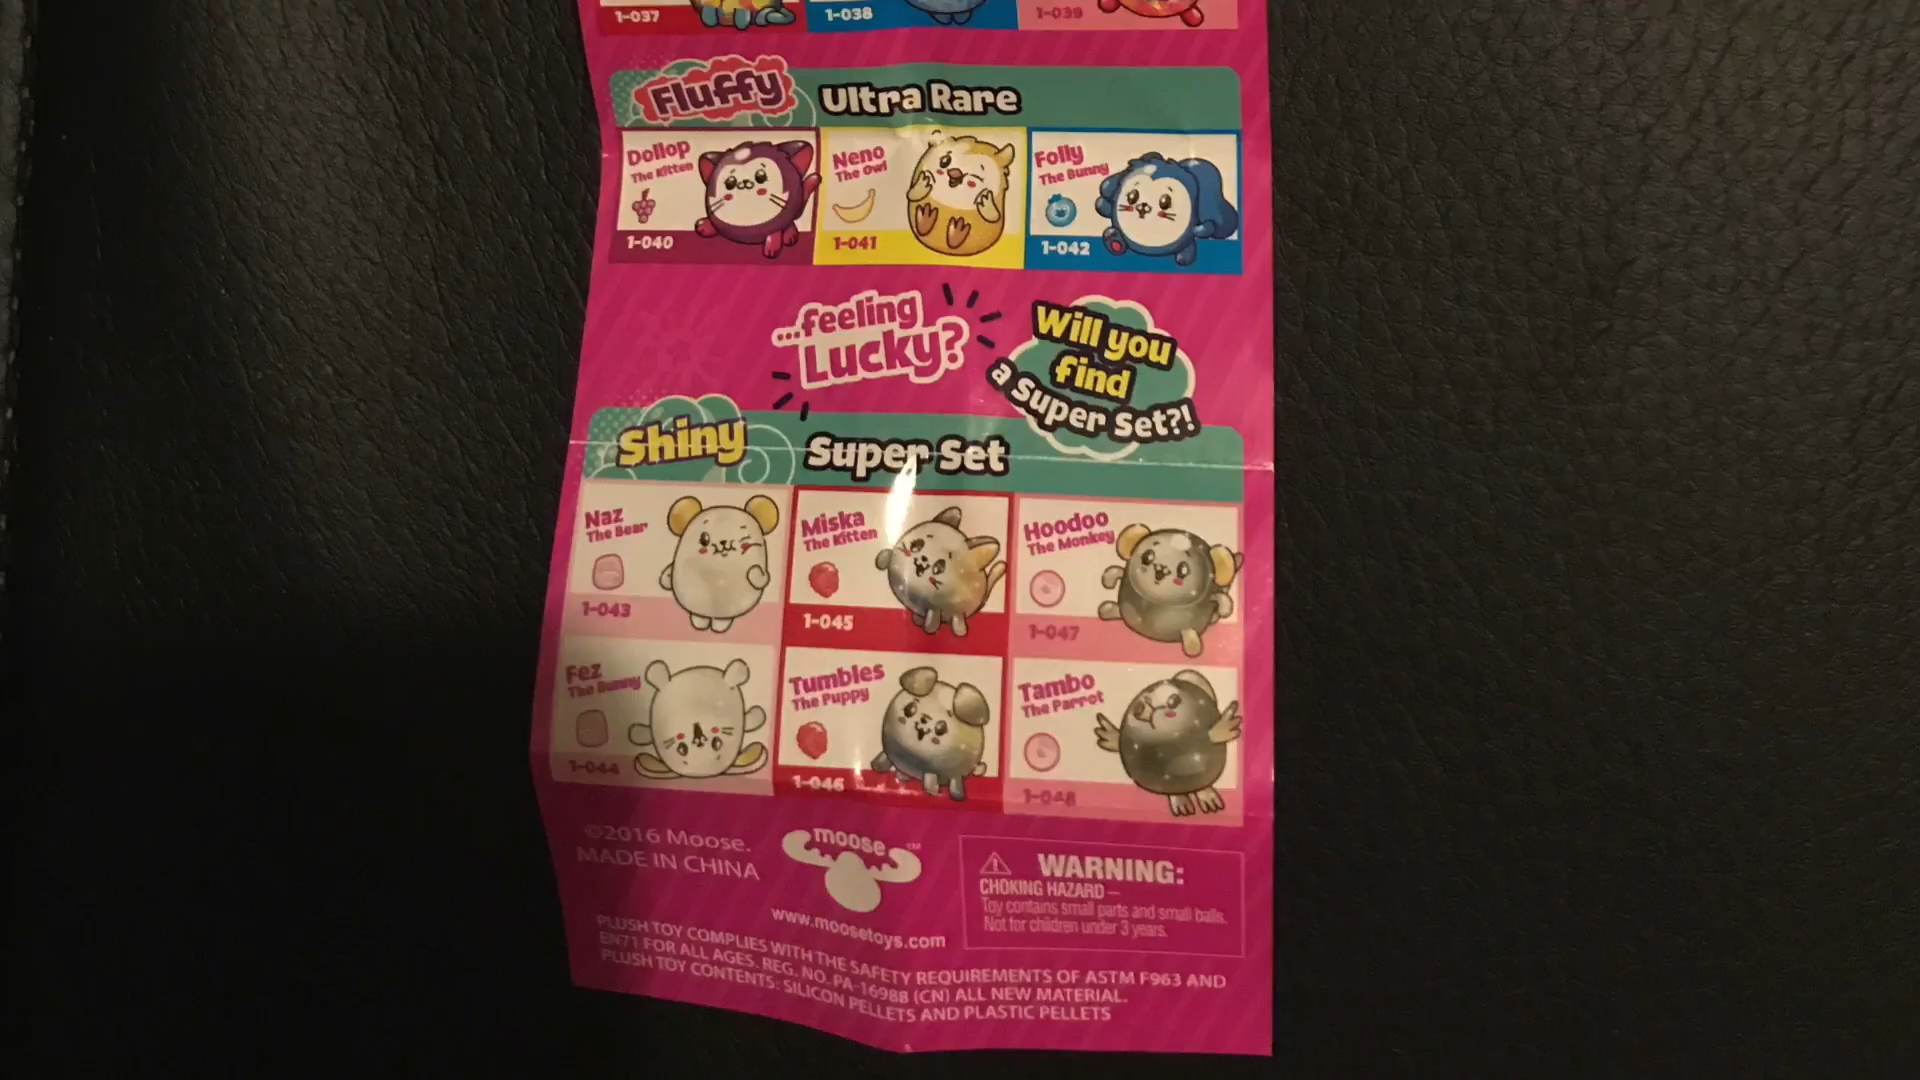 1-037
1-038
1-039
Fluffy
Ultra Rare
Dollop
The Kitten
1-040
Neno
The Owl
1-041
Folly
The Bunny
1-042
...feeling
Lucky?
Will you
find
a Super Set?!
Shiny
Super Set
Naz
The Bear
1-043
Miska
The Kitten
1-045
Hoodoo
The Monkey
1-047
Fez
The Bunny
1-044
Tumbles
The Puppy
1-046
Tambo
The Parrot
1-048
©2016 Moose.
MADE IN CHINA
moose TM
www.moosetoys.com
WARNING:
CHOKING HAZARD —
Toy contains small parts and small balls.
Not for children under 3 years.
PLUSH TOY COMPLIES WITH THE SAFETY REQUIREMENTS OF ASTM F963 AND
EN71 FOR ALL AGES. REG. NO. PA-16988 (CN) ALL NEW MATERIAL.
PLUSH TOY CONTENTS: SILICON PELLETS AND PLASTIC PELLETS